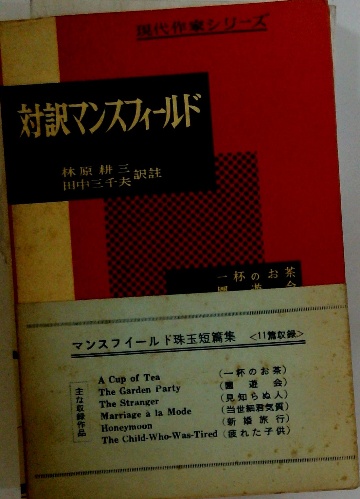 現代作家シリーズ
対訳マンスフィールド
林原耕三
田中三千夫 訳註
一杯のお茶
園遊会
マンスフイールド珠玉短篇集 <11篇収録>
主な収録作品
A Cup of Tea (一杯のお茶)
The Garden Party (園遊会)
The Stranger (見知らぬ人)
Marriage à la Mode (当世細君気質)
Honeymoon (新婚旅行)
The Child-Who-Was-Tired (疲れた子供)